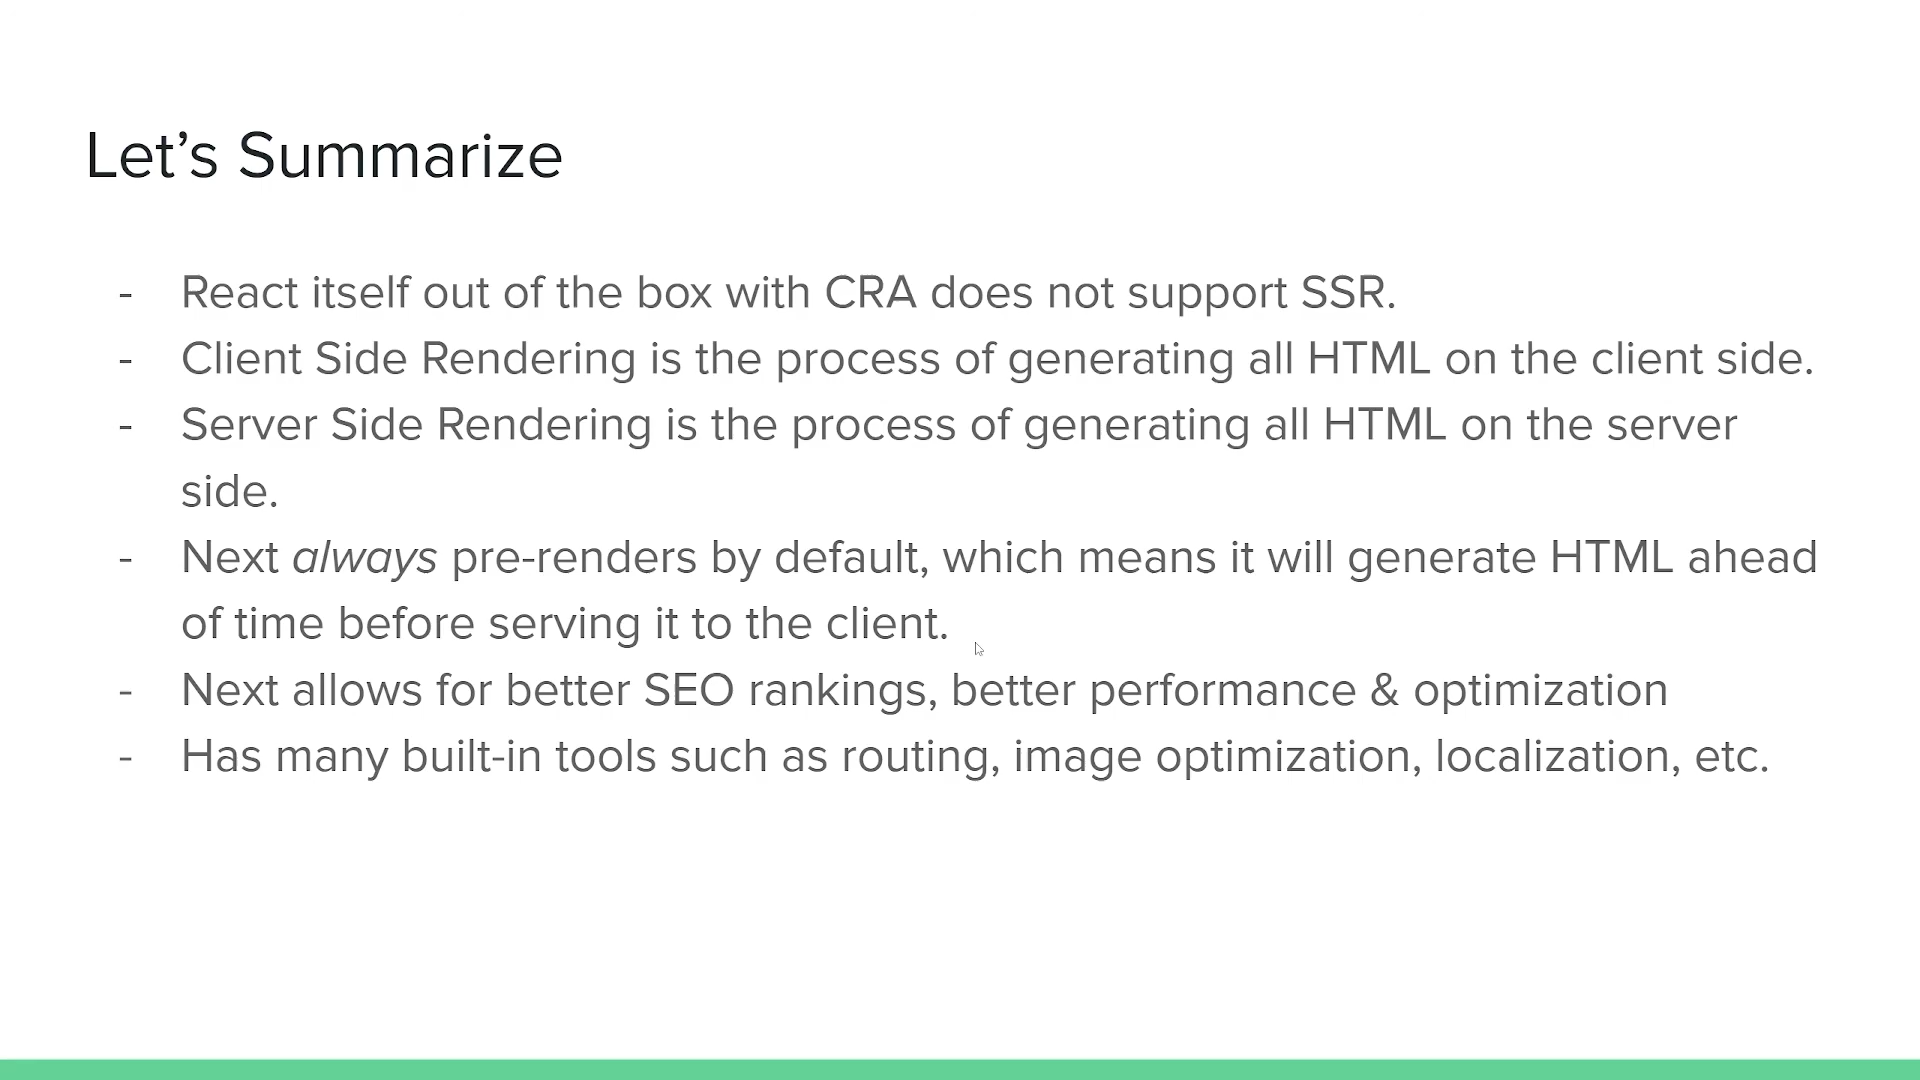 Let’s Summarize
- React itself out of the box with CRA does not support SSR.
- Client Side Rendering is the process of generating all HTML on the client side.
- Server Side Rendering is the process of generating all HTML on the server
side.
- Next always pre-renders by default, which means it will generate HTML ahead
of time before serving it to the client.
- Next allows for better SEO rankings, better performance & optimization
- Has many built-in tools such as routing, image optimization, localization, etc.